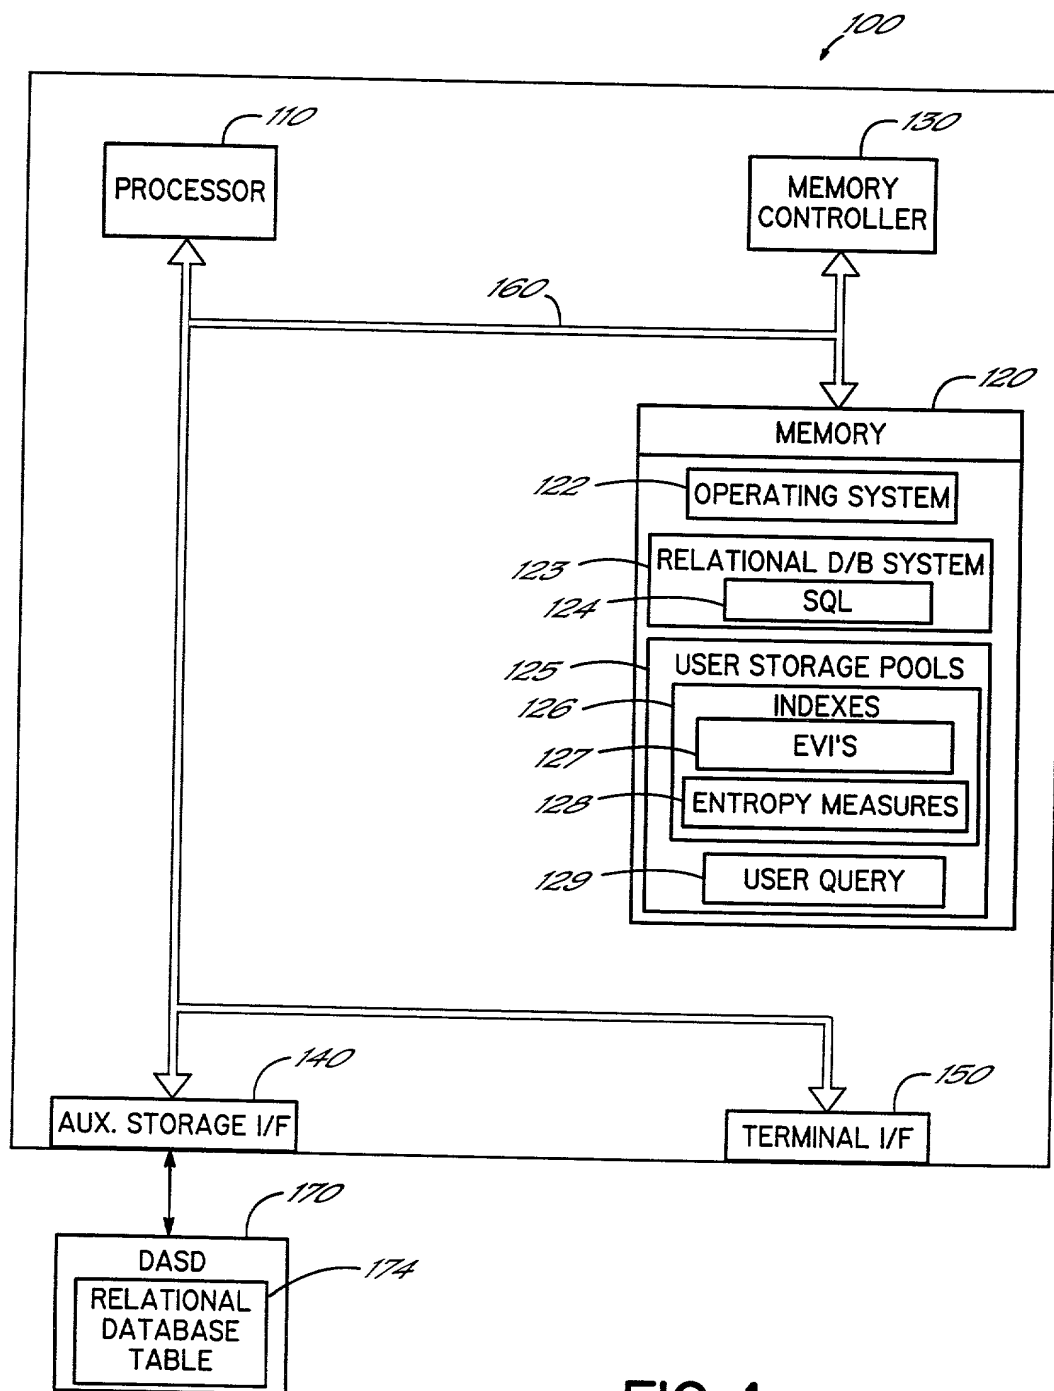 100
110
130
PROCESSOR
MEMORY
CONTROLLER
160
120
MEMORY
122
OPERATING SYSTEM
123
RELATIONAL D/B SYSTEM
124
SQL
125
USER STORAGE POOLS
126
INDEXES
127
EVI'S
128
ENTROPY MEASURES
129
USER QUERY
140
150
AUX. STORAGE I/F
TERMINAL I/F
170
DASD
174
RELATIONAL
DATABASE
TABLE